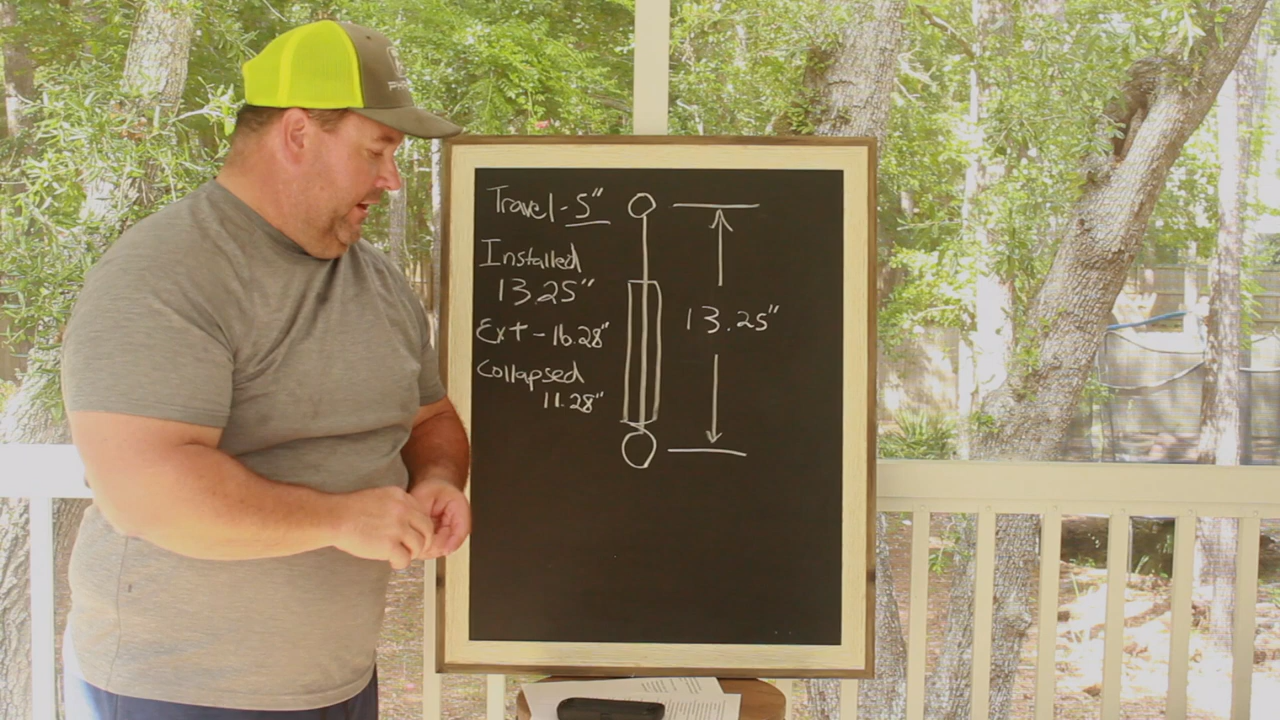 Travel - 5"
Installed
13.25"
Ext - 16.28"
Collapsed
11.28"
13.25"